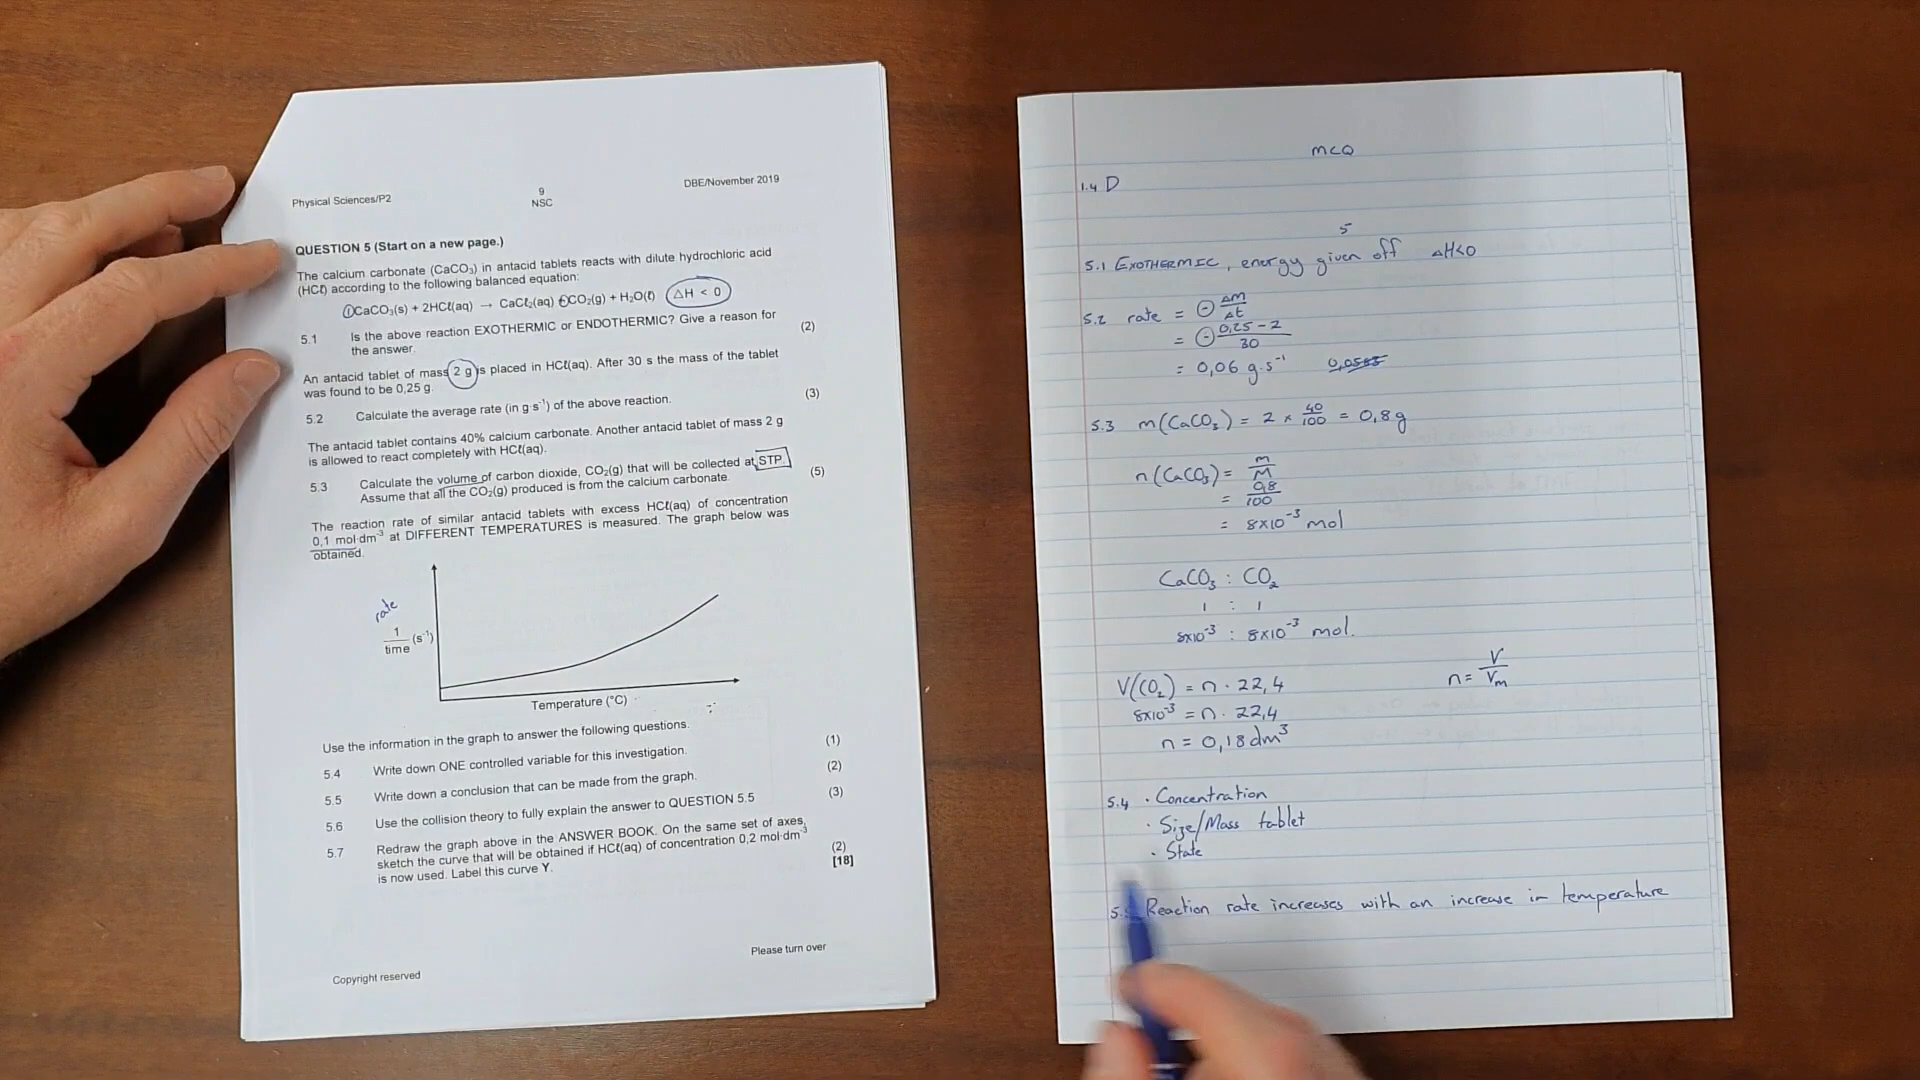 Physical Sciences/P2
9
NSC
DBE/November 2019
QUESTION 5 (Start on a new page.)
The calcium carbonate (CaCO₃) in antacid tablets reacts with dilute hydrochloric acid
(HCℓ) according to the following balanced equation:
①CaCO₃(s) + 2HCℓ(aq) → CaCℓ₂(aq) + CO₂(g) + H₂O(ℓ) ΔH < 0
5.1 Is the above reaction EXOTHERMIC or ENDOTHERMIC? Give a reason for
the answer. (2)
An antacid tablet of mass 2 g is placed in HCℓ(aq). After 30 s the mass of the tablet
was found to be 0,25 g.
5.2 Calculate the average rate (in g·s⁻¹) of the above reaction. (3)
The antacid tablet contains 40% calcium carbonate. Another antacid tablet of mass 2 g
is allowed to react completely with HCℓ(aq).
5.3 Calculate the volume of carbon dioxide, CO₂(g) that will be collected at STP.
Assume that all the CO₂(g) produced is from the calcium carbonate. (5)
The reaction rate of similar antacid tablets with excess HCℓ(aq) of concentration
0,1 mol·dm⁻³ at DIFFERENT TEMPERATURES is measured. The graph below was
obtained.
rate
1
time (s⁻¹)
Temperature (°C)
Use the information in the graph to answer the following questions.
5.4 Write down ONE controlled variable for this investigation. (1)
5.5 Write down a conclusion that can be made from the graph. (2)
5.6 Use the collision theory to fully explain the answer to QUESTION 5.5 (3)
5.7 Redraw the graph above in the ANSWER BOOK. On the same set of axes,
sketch the curve that will be obtained if HCℓ(aq) of concentration 0,2 mol·dm⁻³
is now used. Label this curve Y. (2)
[18]
Please turn over
Copyright reserved
MCQ
1.4 D
5
5.1 EXOTHERMIC, energy given off ΔH<0
5.2 rate = - ΔM/Δt
= - 0,25 - 2 / 30
= 0,06 g.s⁻¹
5.3 m(CaCO₃) = 2 × 40/100 = 0,8g
n(CaCO₃) = m/M
= 0,8/100
= 8×10⁻³ mol
CaCO₃ : CO₂
1 : 1
8×10⁻³ : 8×10⁻³ mol.
V(CO₂) = n · 22,4
n = V/Vm
8×10⁻³ = n · 22,4
n = 0,18 dm³
5.4 · Concentration
· Size/Mass tablet
· State
Reaction rate increases with an increase in temperature